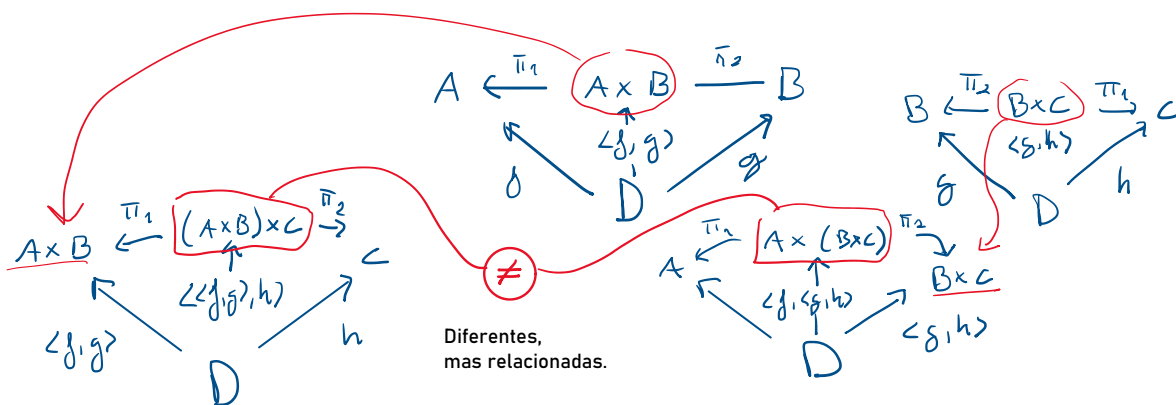 π₁ π₂
A A × B B
<f, g>
f g
D
π₂ π₁
B B×C C
<g, h>
g h
D
π₁ π₂
A×B (A×B)×C C
<<f,g>,h>
<f,g> h
D
≠
Diferentes,
mas relacionadas.
π₁ π₂
A A × (B×C) B×C
<f,<g,h>
<g,h>
D